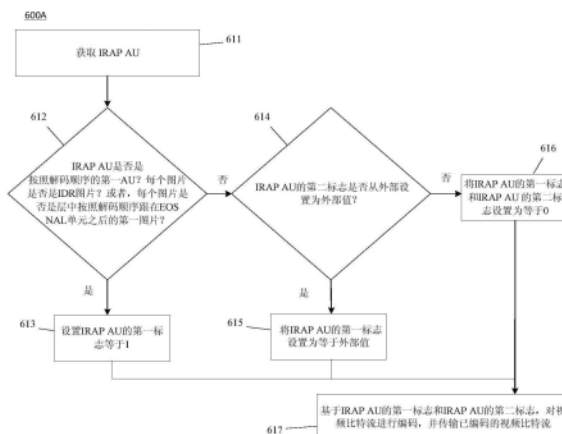 600A
获取 IRAP AU
611
612
614
616
IRAP AU是否是
按照解码顺序的第一AU？每个图片
是否是IDR图片？或者，每个图片是
否是层中按照解码顺序跟在EOS
NAL单元之后的第一图片？
否
IRAP AU的第二标志是否从外部设
置为外部值？
否
将IRAP AU的第一标志
和IRAP AU 的第二标
志设置为等于0
是
是
613
设置IRAP AU的第一标
志等于1
615
将IRAP AU的第一标志
设置为等于外部值
617
基于IRAP AU的第一标志和IRAP AU的第二标志，对视
频比特流进行编码，并传输已编码的视频比特流